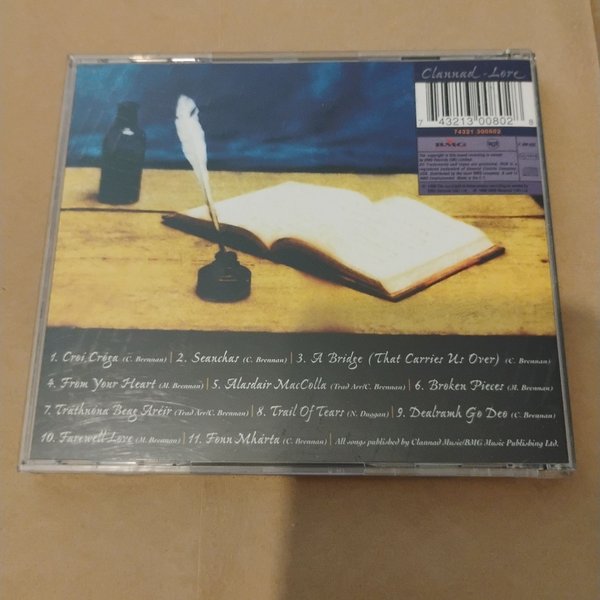 Clannad - Lore
7 43213 00802 8
74321 300802
BMG
RCA
1. Croí Cróga (C. Brennan) | 2. Seanchas (C. Brennan) | 3. A Bridge (That Carries Us Over) (C. Brennan)
4. From Your Heart (M. Brennan) | 5. Alasdair MacColla (Trad Arr/C. Brennan) | 6. Broken Pieces (M. Brennan)
7. Tráthnóna Beag Aréir (Trad Arr/C. Brennan) | 8. Trail Of Tears (N. Duggan) | 9. Dealramh Go Deo (C. Brennan)
10. Farewell Love (M. Brennan) | 11. Fonn Mhárta (C. Brennan) | All songs published by Clannad Music/BMG Music Publishing Ltd.